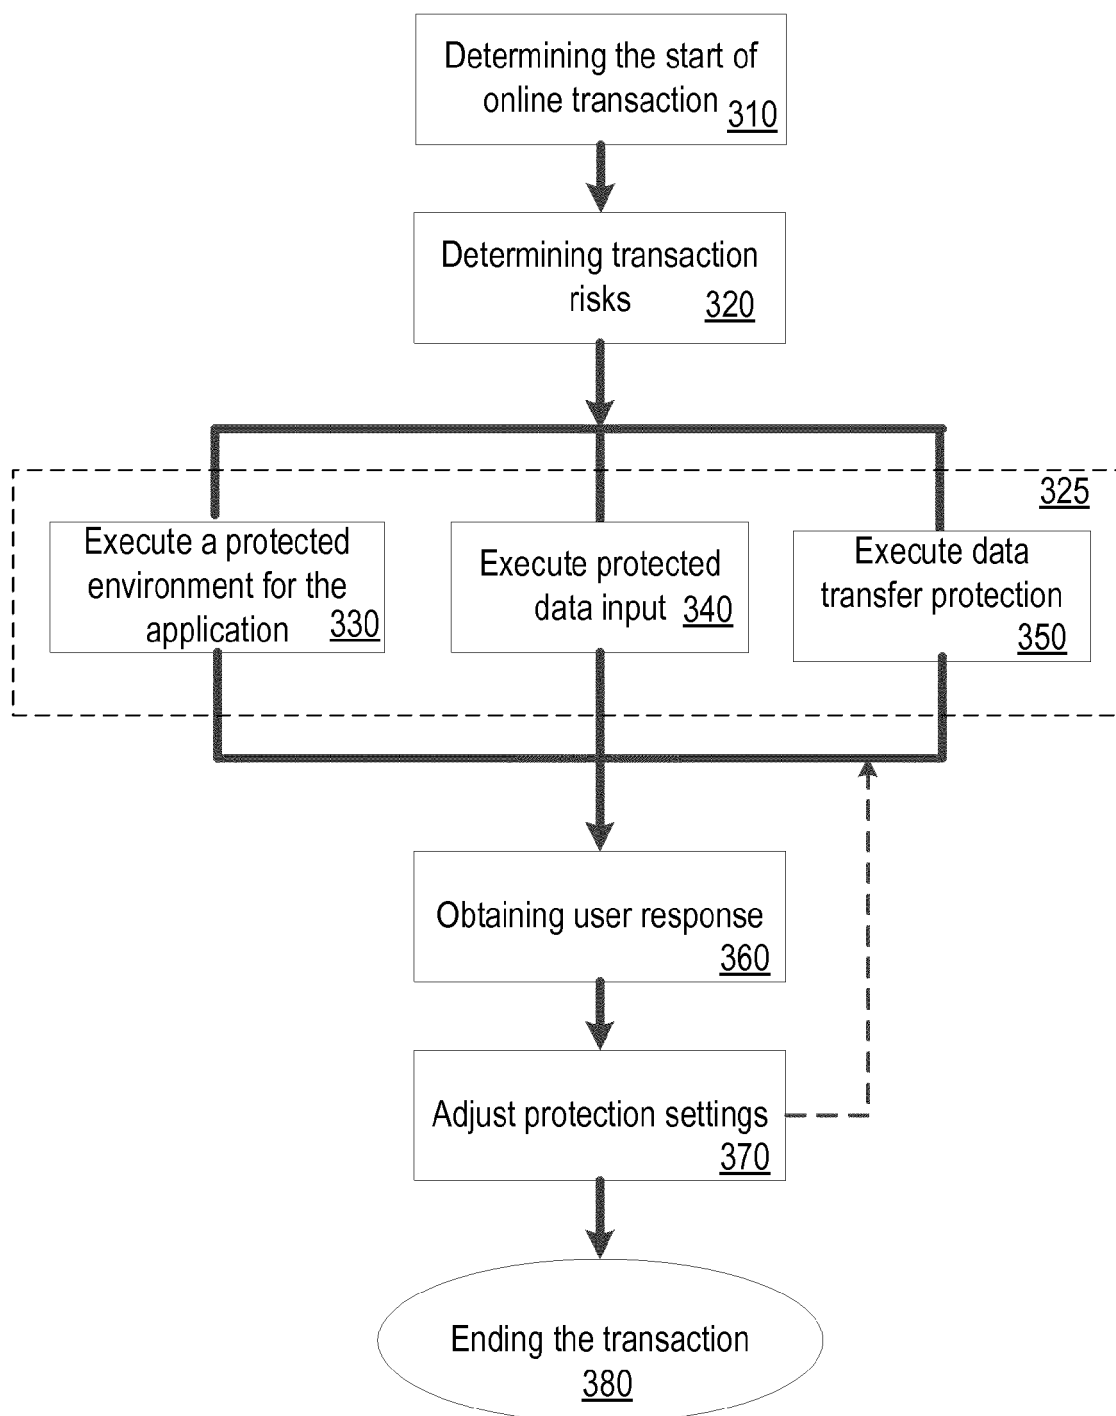 Determining the start of
online transaction 310
Determining transaction
risks 320
325
Execute a protected
environment for the
application 330
Execute protected
data input 340
Execute data
transfer protection
350
Obtaining user response
360
Adjust protection settings
370
Ending the transaction
380